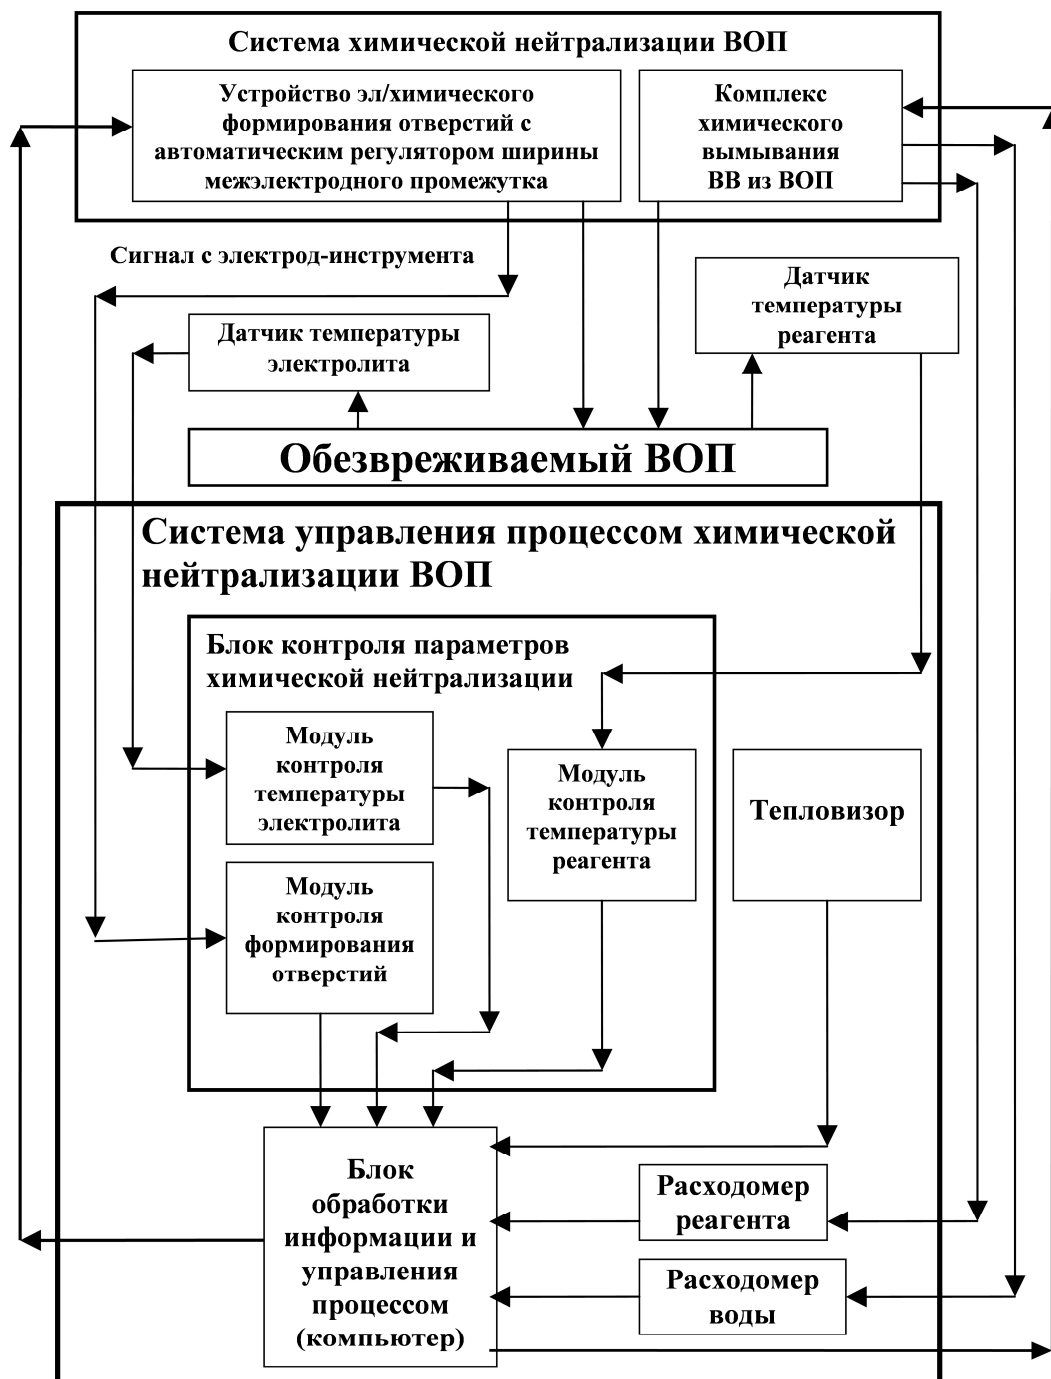 Система химической нейтрализации ВОП
Устройство эл/химического
формирования отверстий с
автоматическим регулятором ширины
межэлектродного промежутка
Комплекс
химического
вымывания
ВВ из ВОП
Сигнал с электрод-инструмента
Датчик
температуры
реагента
Датчик температуры
электролита
Обезвреживаемый ВОП
Система управления процессом химической
нейтрализации ВОП
Блок контроля параметров
химической нейтрализации
Модуль
контроля
температуры
электролита
Модуль
контроля
температуры
реагента
Тепловизор
Модуль
контроля
формирования
отверстий
Блок
обработки
информации и
управления
процессом
(компьютер)
Расходомер
реагента
Расходомер
воды